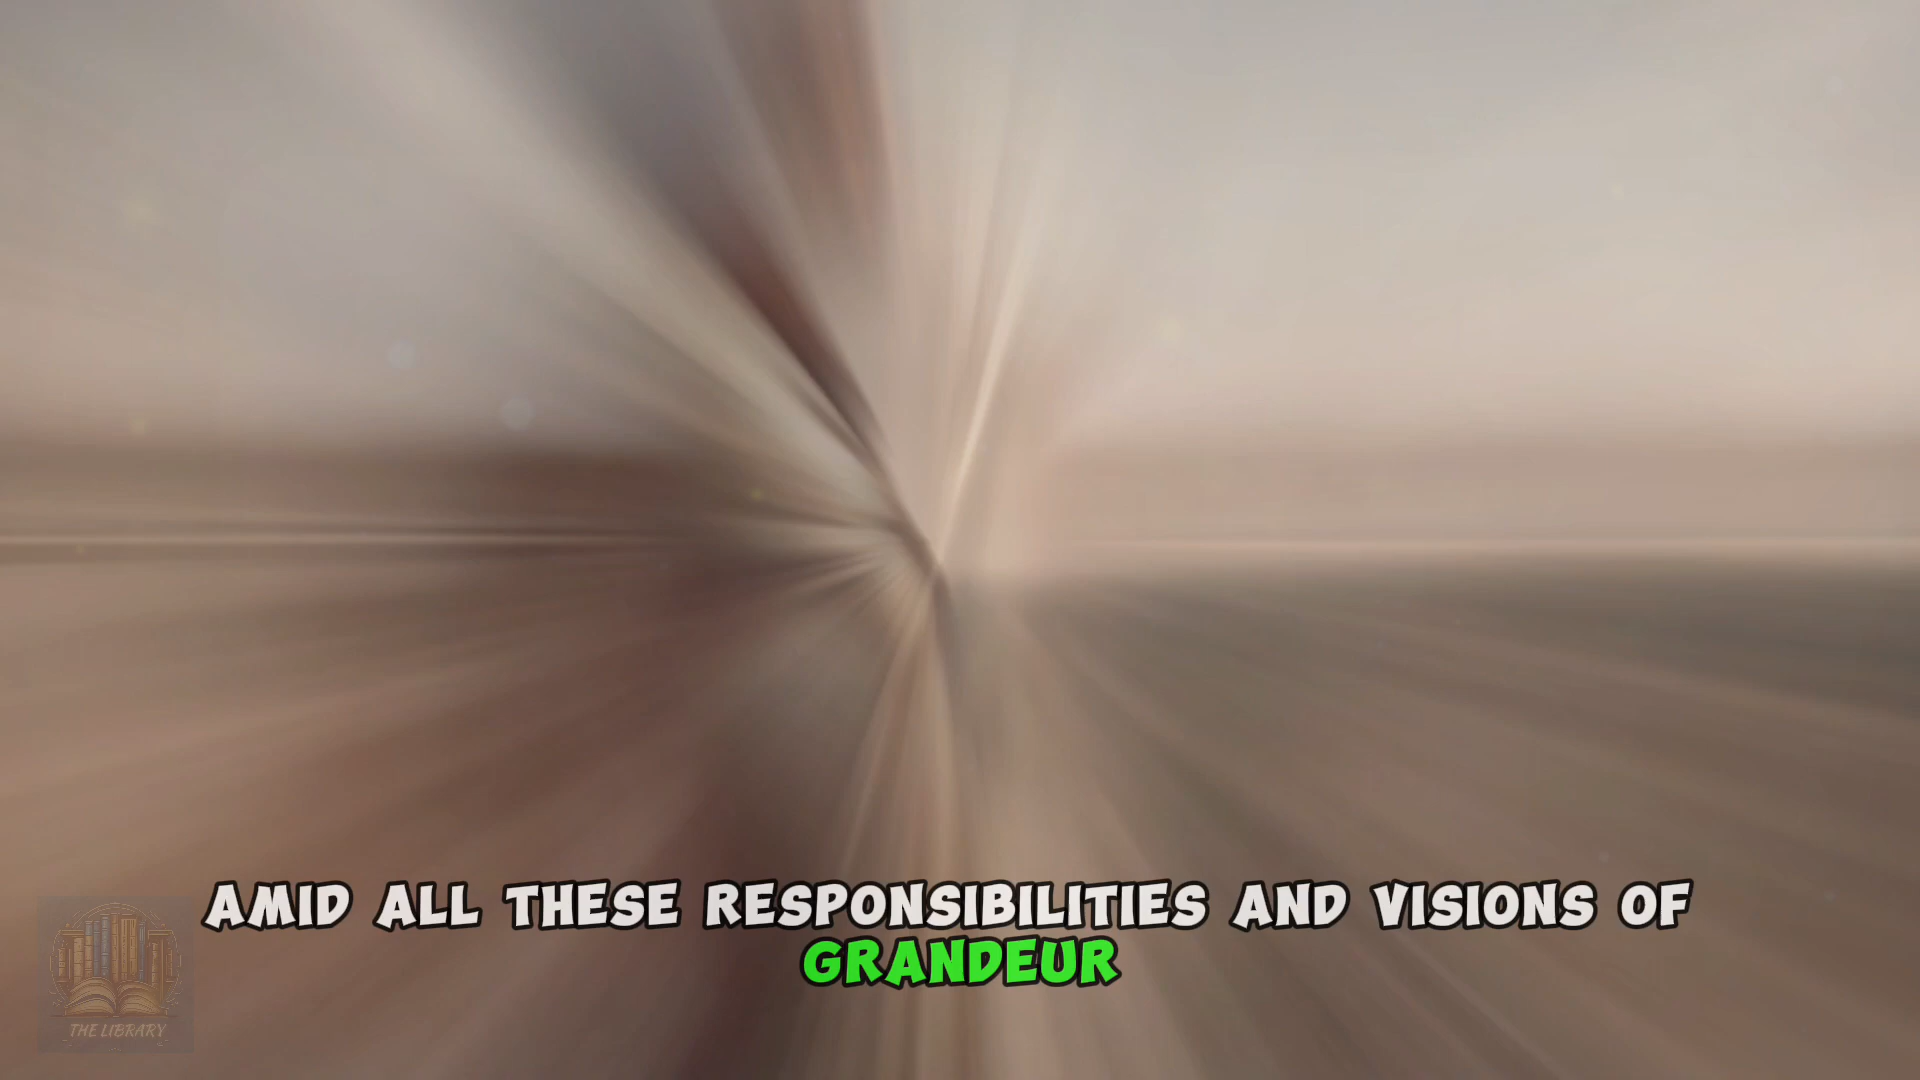 AMID ALL THESE RESPONSIBILITIES AND VISIONS OF
GRANDEUR
THE LIBRARY